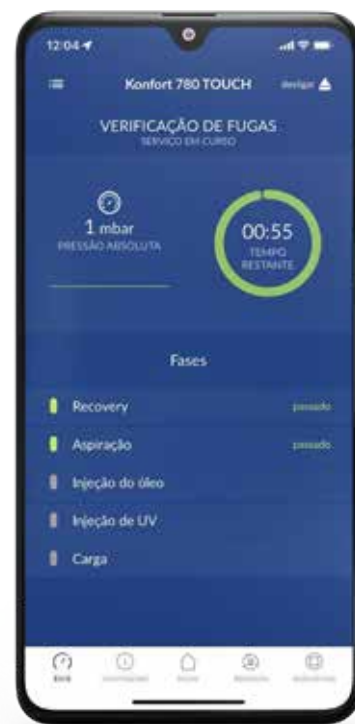 12:04
Konfort 780 TOUCH
desligar
VERIFICAÇÃO DE FUGAS
SERVIÇO EM CURSO
1 mbar
PRESSÃO ABSOLUTA
00:55
TEMPO
RESTANTE
Fases
Recovery passado
Aspiração passado
Injeção do óleo
Injeção de UV
Carga